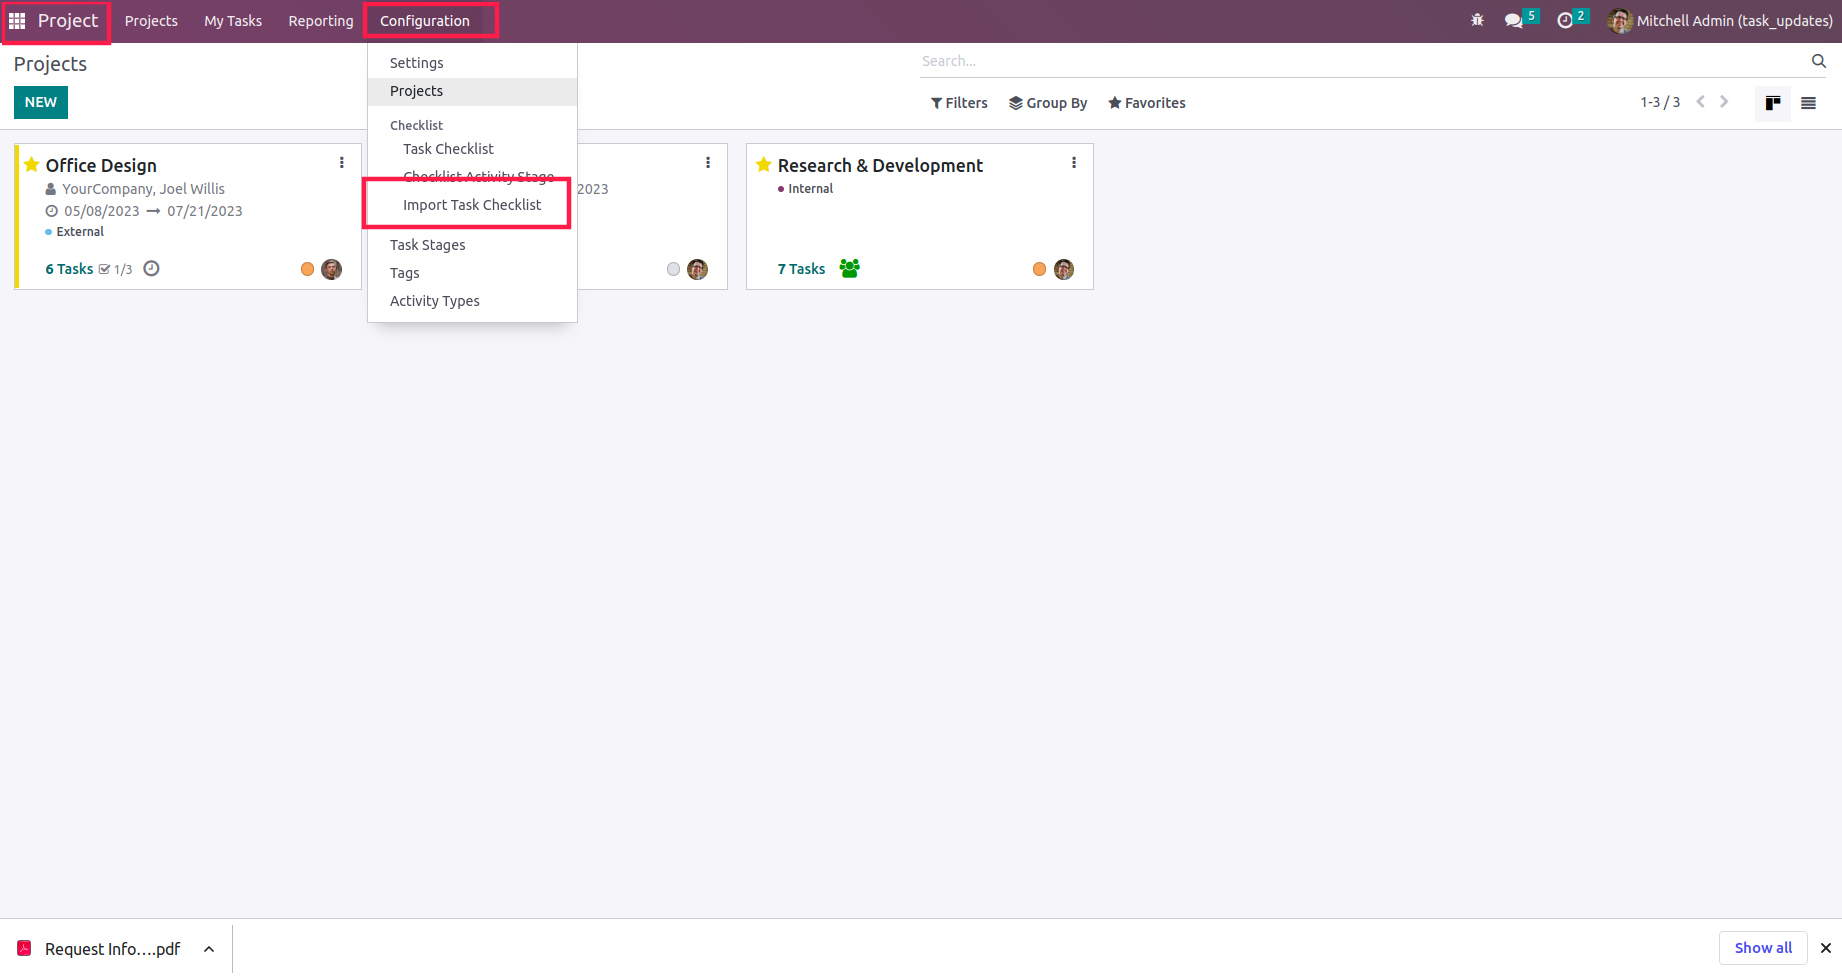 Project Projects My Tasks Reporting Configuration 5 2 Mitchell Admin (task_updates)
Projects
Search...
NEW
Filters Group By Favorites
1-3 / 3
Settings
Projects
Checklist
Task Checklist
Checklist Activity Stage
Import Task Checklist
Task Stages
Tags
Activity Types
Office Design
YourCompany, Joel Willis
05/08/2023 → 07/21/2023
External
6 Tasks 1/3
2023
Research & Development
Internal
7 Tasks
Request Info....pdf
Show all